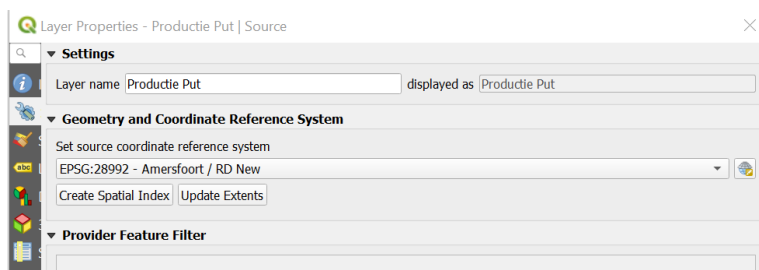 Layer Properties - Productie Put | Source
Settings
Layer name Productie Put displayed as Productie Put
Geometry and Coordinate Reference System
Set source coordinate reference system
EPSG:28992 - Amersfoort / RD New
Create Spatial Index Update Extents
abc
Provider Feature Filter